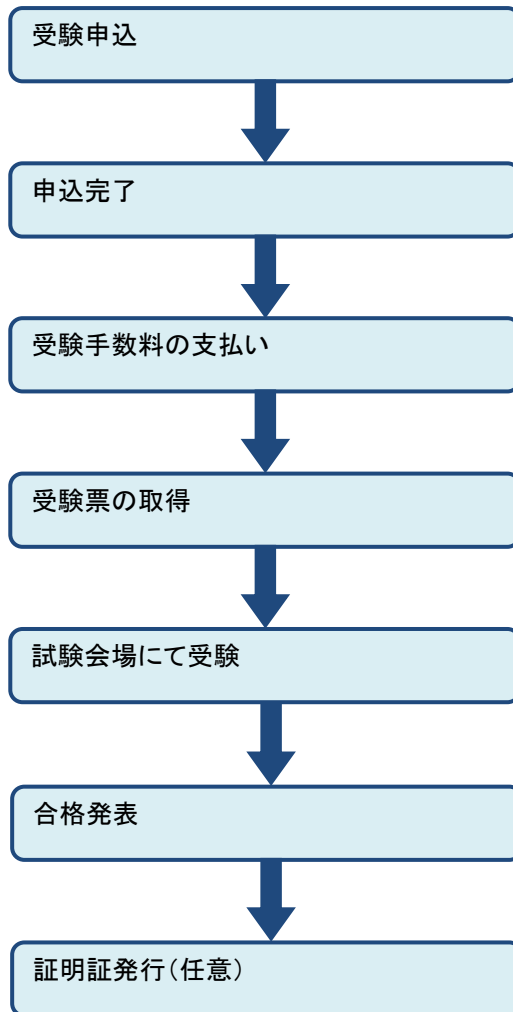 受験申込
申込完了
受験手数料の支払い
受験票の取得
試験会場にて受験
合格発表
証明証発行（任意）